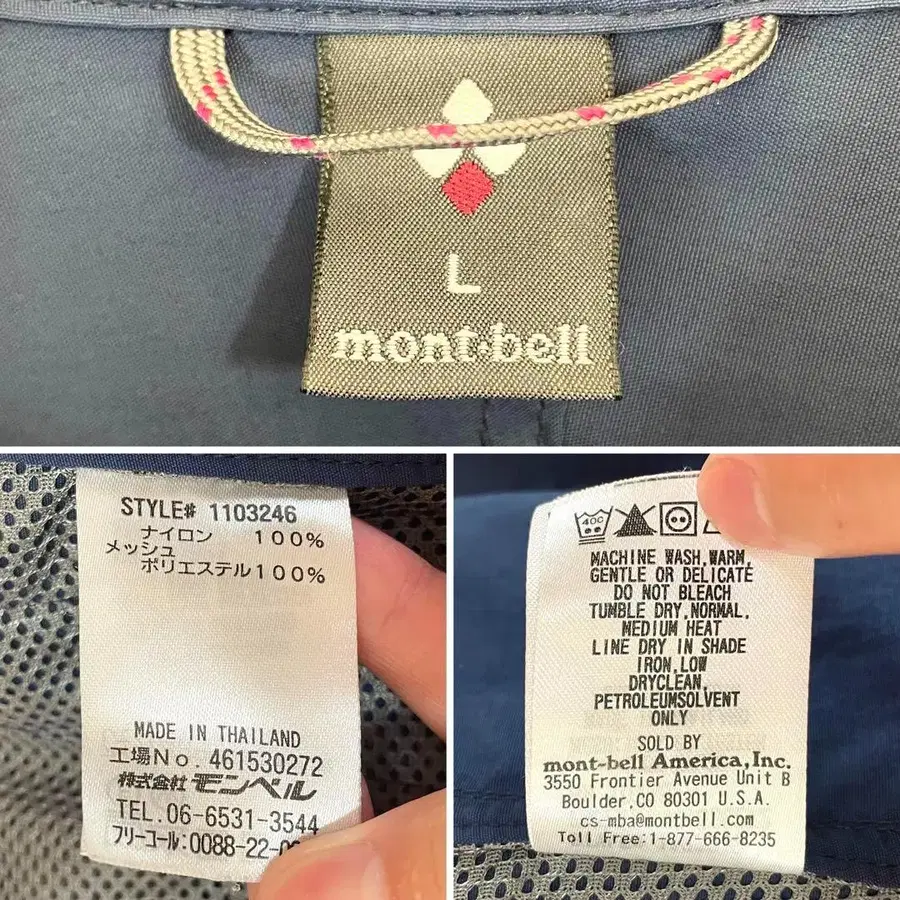 L
mont-bell
STYLE# 1103246
ナイロン 100%
メッシュ
ポリエステル100%
MADE IN THAILAND
工場No. 461530272
株式会社モンベル
TEL.06-6531-3544
フリーコール:0088-22-0
40C
MACHINE WASH,WARM,
GENTLE OR DELICATE
DO NOT BLEACH
TUMBLE DRY,NORMAL,
MEDIUM HEAT
LINE DRY IN SHADE
IRON,LOW
DRYCLEAN,
PETROLEUMSOLVENT
ONLY
SOLD BY
mont-bell America,Inc.
3550 Frontier Avenue Unit B
Boulder,CO 80301 U.S.A.
cs-mba@montbell.com
Toll Free:1-877-666-8235